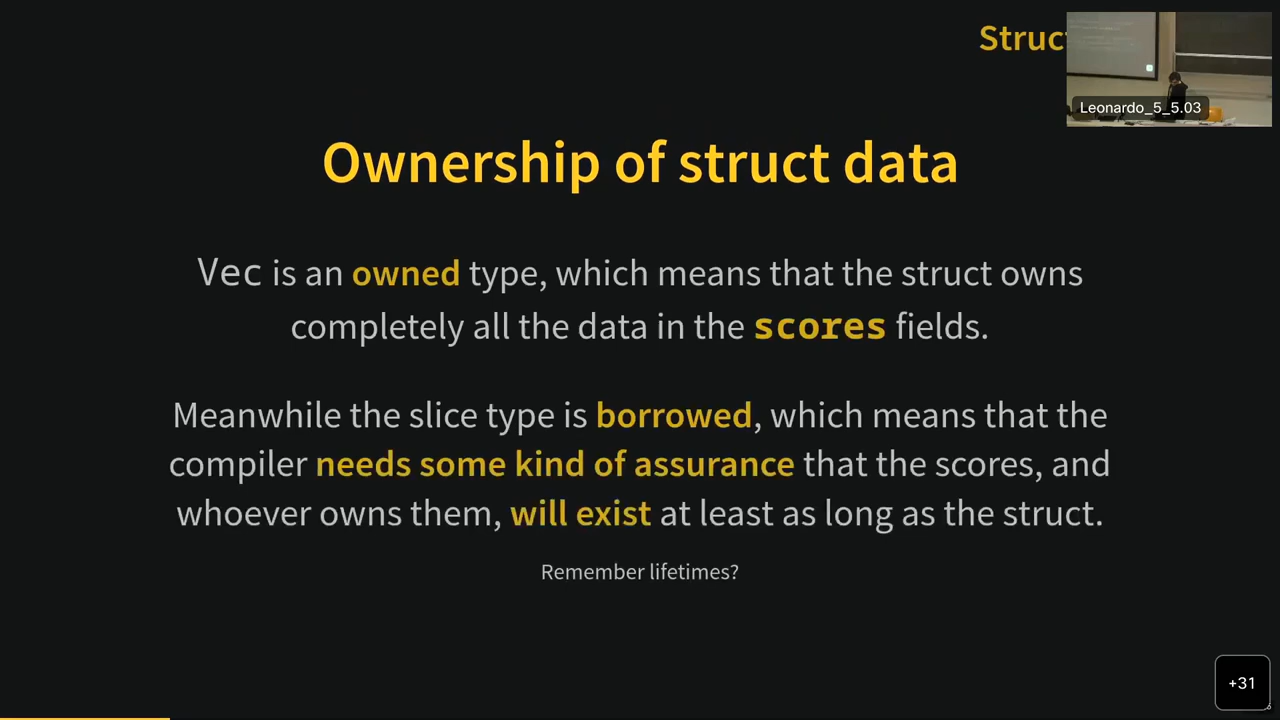 Struct
Leonardo_5_5.03
Ownership of struct data
Vec is an owned type, which means that the struct owns
completely all the data in the scores fields.
Meanwhile the slice type is borrowed, which means that the
compiler needs some kind of assurance that the scores, and
whoever owns them, will exist at least as long as the struct.
Remember lifetimes?
+31